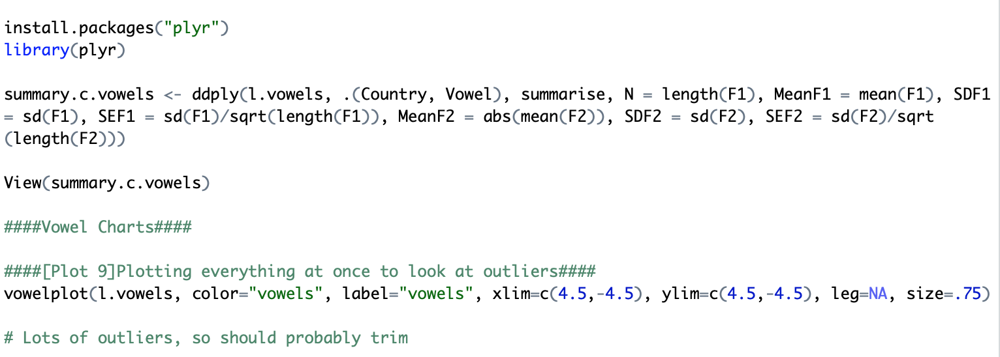 install.packages("plyr")
library(plyr)
summary.c.vowels <- ddply(l.vowels, .(Country, Vowel), summarise, N = length(F1), MeanF1 = mean(F1), SDF1
= sd(F1), SEF1 = sd(F1)/sqrt(length(F1)), MeanF2 = abs(mean(F2)), SDF2 = sd(F2), SEF2 = sd(F2)/sqrt
(length(F2)))
View(summary.c.vowels)
####Vowel Charts####
####[Plot 9]Plotting everything at once to look at outliers####
vowelplot(l.vowels, color="vowels", label="vowels", xlim=c(4.5,-4.5), ylim=c(4.5,-4.5), leg=NA, size=.75)
# Lots of outliers, so should probably trim